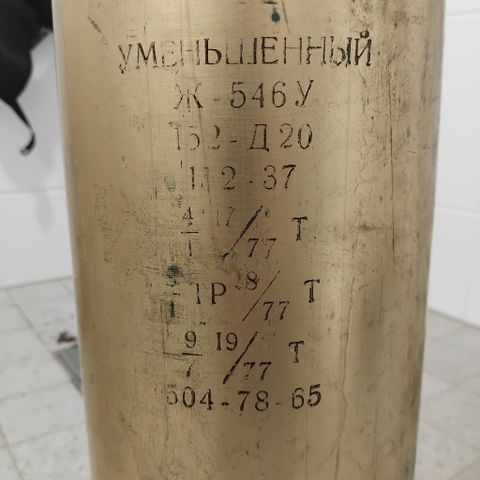 УМЕНЬШЕННЫЙ
Ж-546У
152-Д20
132-37
4/1 17/77 Т
1Р 18/77 Т
9/7 19/77 Т
504-78-65